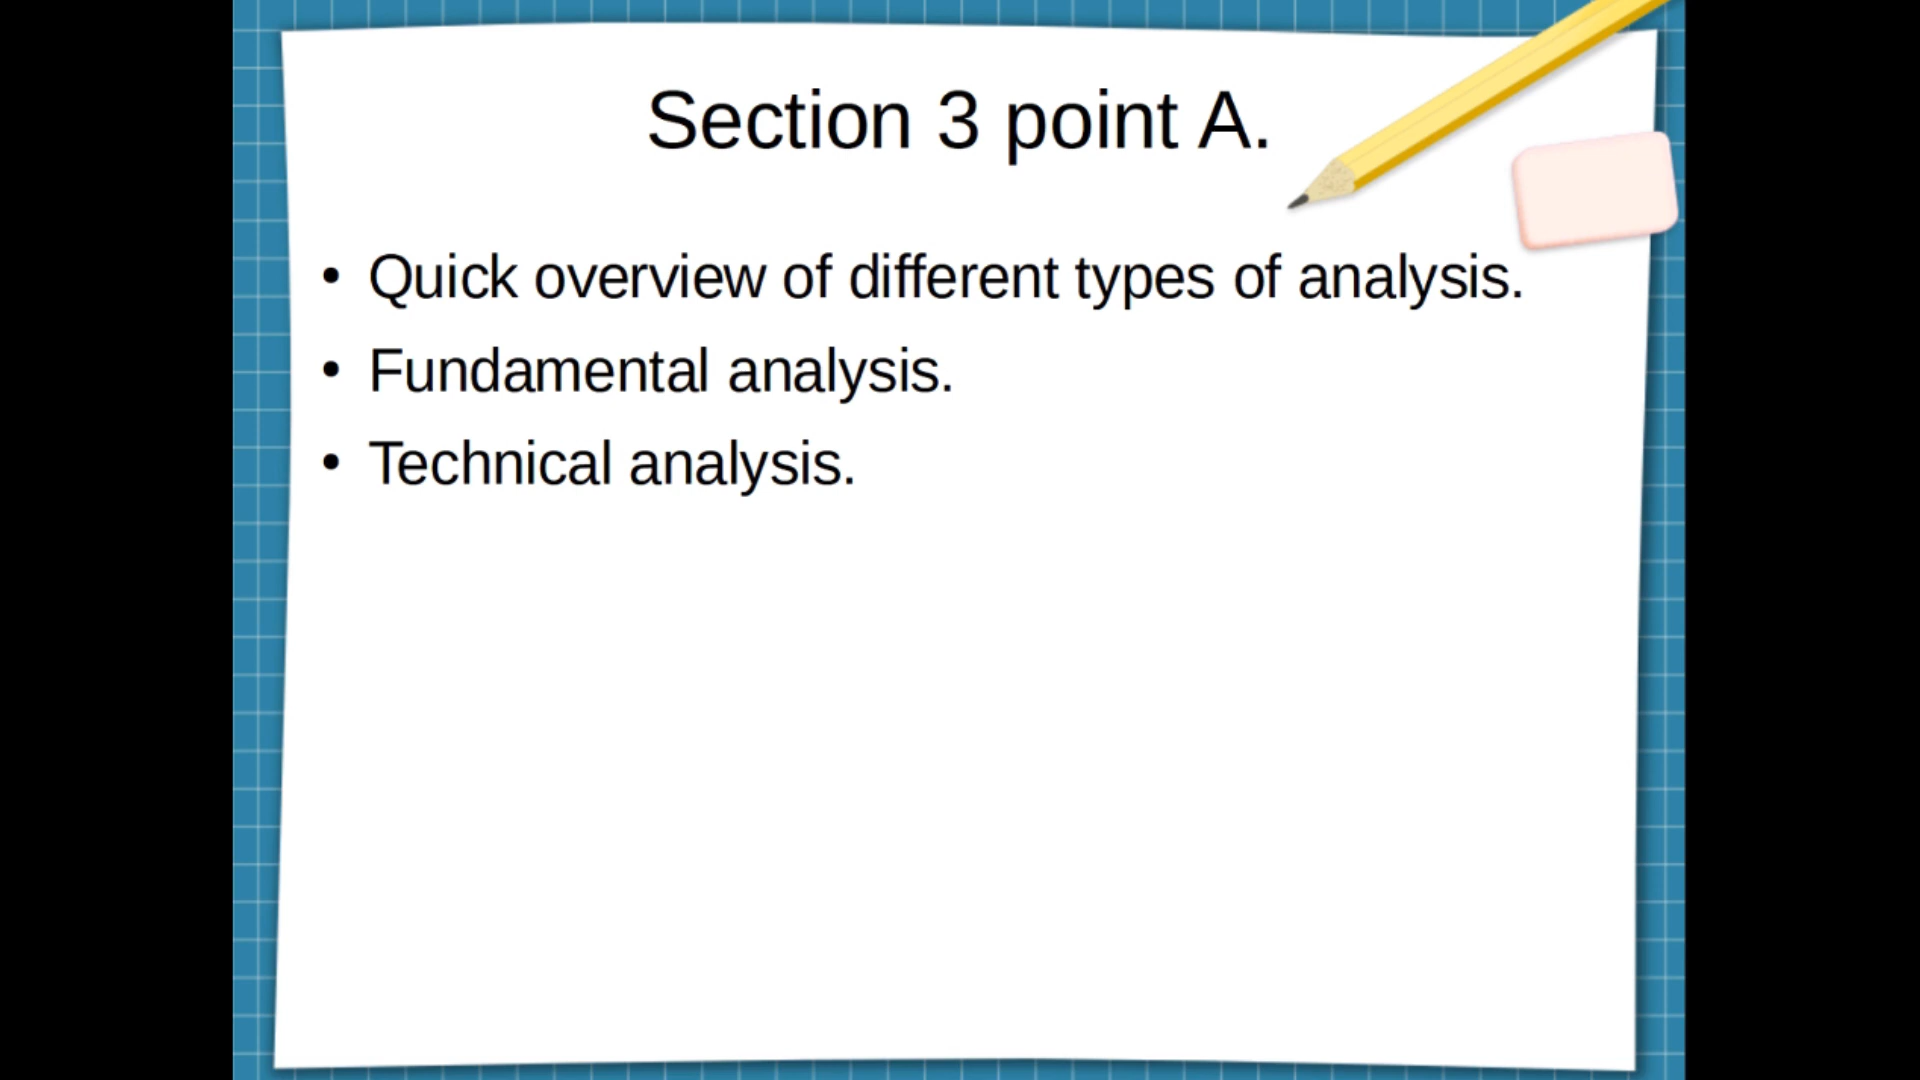 Section 3 point A.
• Quick overview of different types of analysis.
• Fundamental analysis.
• Technical analysis.